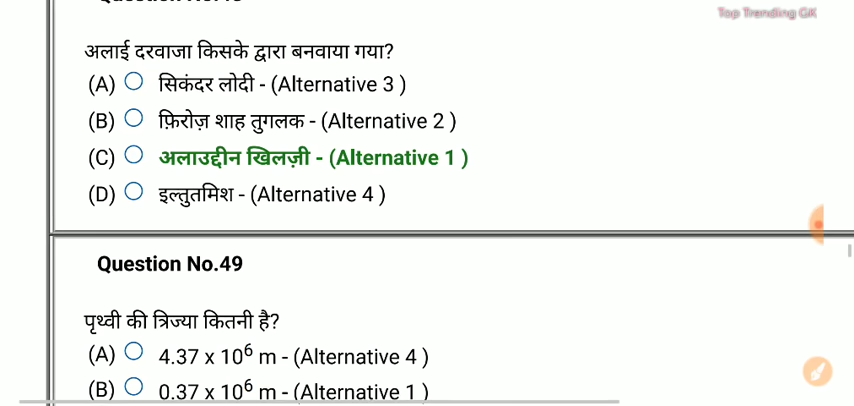 Top Trending GK
अलाई दरवाजा किसके द्वारा बनवाया गया?
(A) सिकंदर लोदी - (Alternative 3 )
(B) फ़िरोज़ शाह तुगलक - (Alternative 2 )
(C) अलाउद्दीन खिलज़ी - (Alternative 1 )
(D) इल्तुतमिश - (Alternative 4 )
Question No.49
पृथ्वी की त्रिज्या कितनी है?
(A) 4.37 x 10⁶ m - (Alternative 4 )
(B) 0.37 x 10⁶ m - (Alternative 1 )